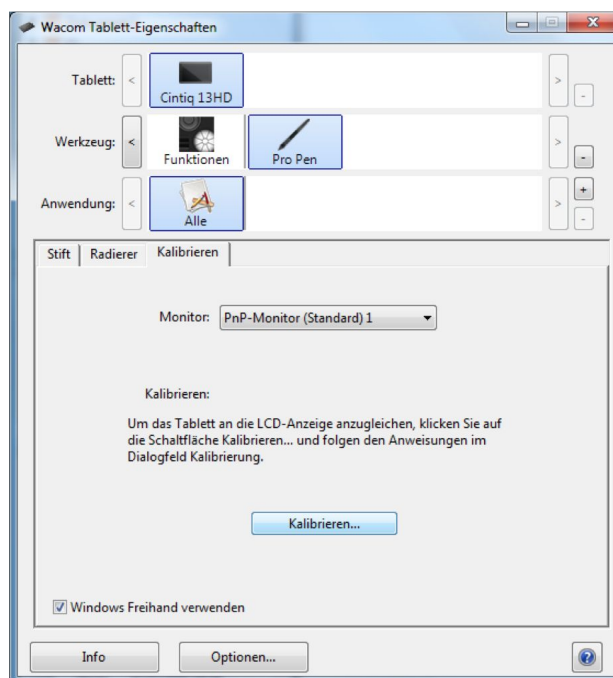 Wacom Tablett-Eigenschaften
Tablett: < Cintiq 13HD > -
Werkzeug: < Funktionen Pro Pen > -
Anwendung: < Alle > + -
Stift Radierer Kalibrieren
Monitor: PnP-Monitor (Standard) 1
Kalibrieren:
Um das Tablett an die LCD-Anzeige anzugleichen, klicken Sie auf
die Schaltfläche Kalibrieren... und folgen den Anweisungen im
Dialogfeld Kalibrierung.
Kalibrieren...
Windows Freihand verwenden
Info Optionen... ?